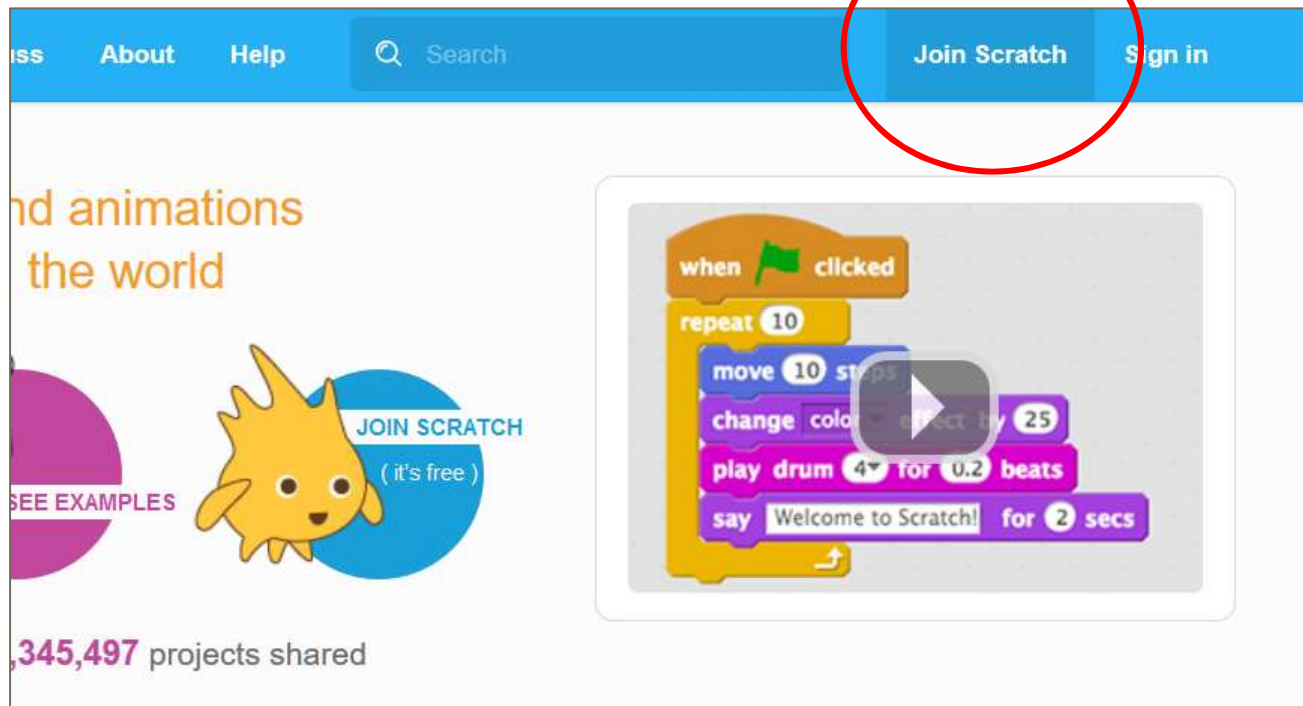 About Help Search Join Scratch Sign in
nd animations
the world
when clicked
repeat 10
move 10 steps
change color effect by 25
play drum 4 for 0.2 beats
say Welcome to Scratch! for 2 secs
JOIN SCRATCH
( it's free )
SEE EXAMPLES
,345,497 projects shared